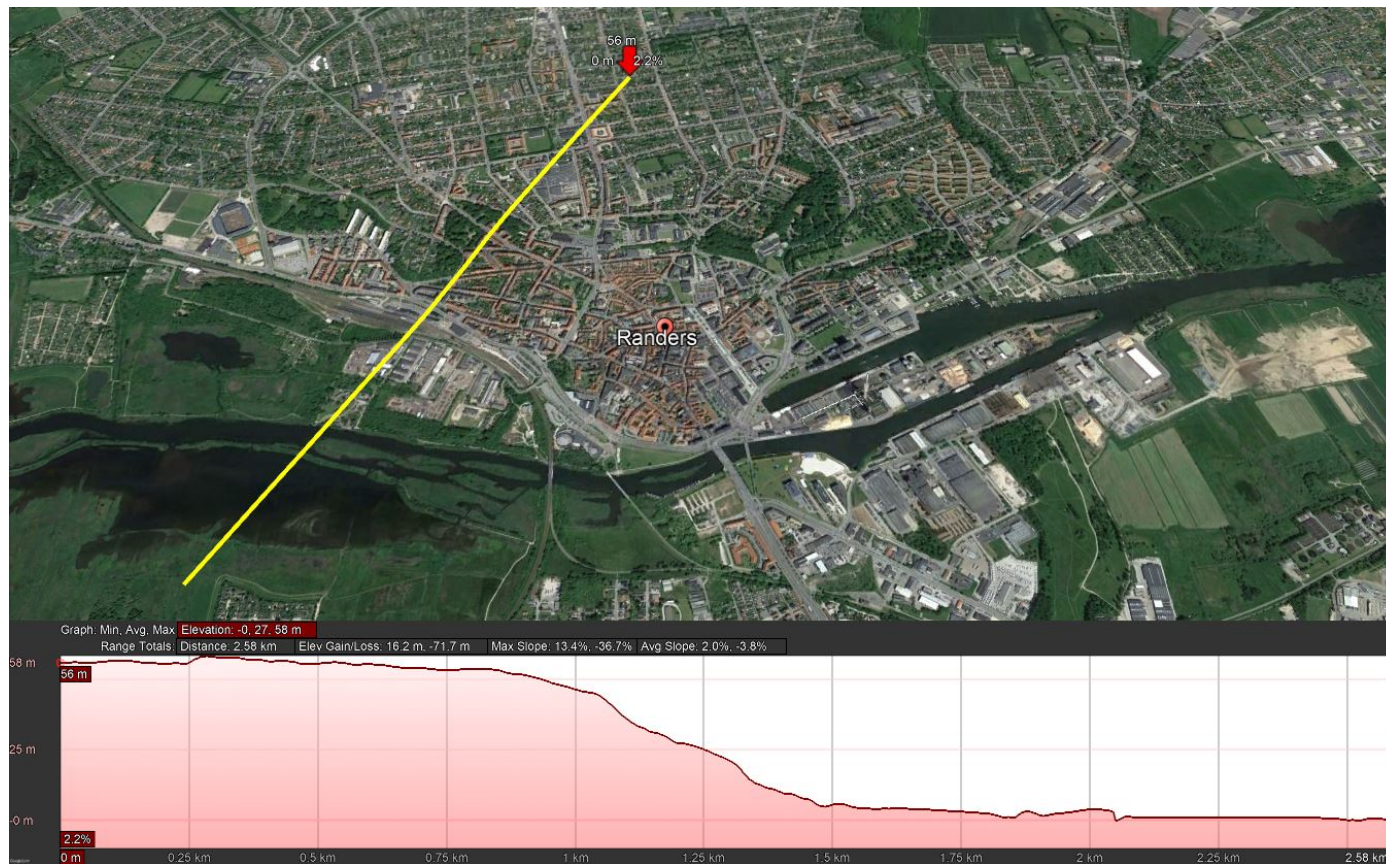 56 m
0 m 2.2%
Randers
Graph: Min, Avg, Max Elevation: -0, 27, 58 m
Range Totals: Distance: 2.58 km Elev Gain/Loss: 16.2 m, -71.7 m Max Slope: 13.4%, -36.7% Avg Slope: 2.0%, -3.8%
58 m
56 m
25 m
-0 m
2.2%
0 m 0.25 km 0.5 km 0.75 km 1 km 1.25 km 1.5 km 1.75 km 2 km 2.25 km 2.58 km